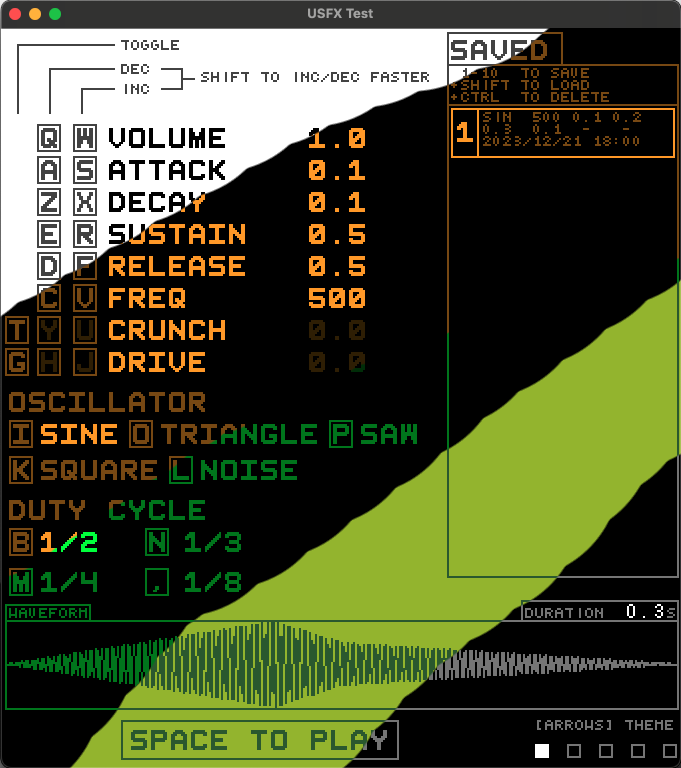 USFX Test
TOGGLE
DEC
INC
SHIFT TO INC/DEC FASTER
Q W VOLUME 1.0
A S ATTACK 0.1
Z X DECAY 0.1
E R SUSTAIN 0.5
D F RELEASE 0.5
C V FREQ 500
T Y U CRUNCH 0.0
G H J DRIVE 0.0
OSCILLATOR
I SINE O TRIANGLE P SAW
K SQUARE L NOISE
DUTY CYCLE
B 1/2 N 1/3
M 1/4 , 1/8
SAVED
1-10 TO SAVE
+SHIFT TO LOAD
+CTRL TO DELETE
1
SIN 500 0.1 0.2
0.3 0.1 - -
2023/12/21 18:00
WAVEFORM
DURATION 0.3s
SPACE TO PLAY
[ARROWS] THEME